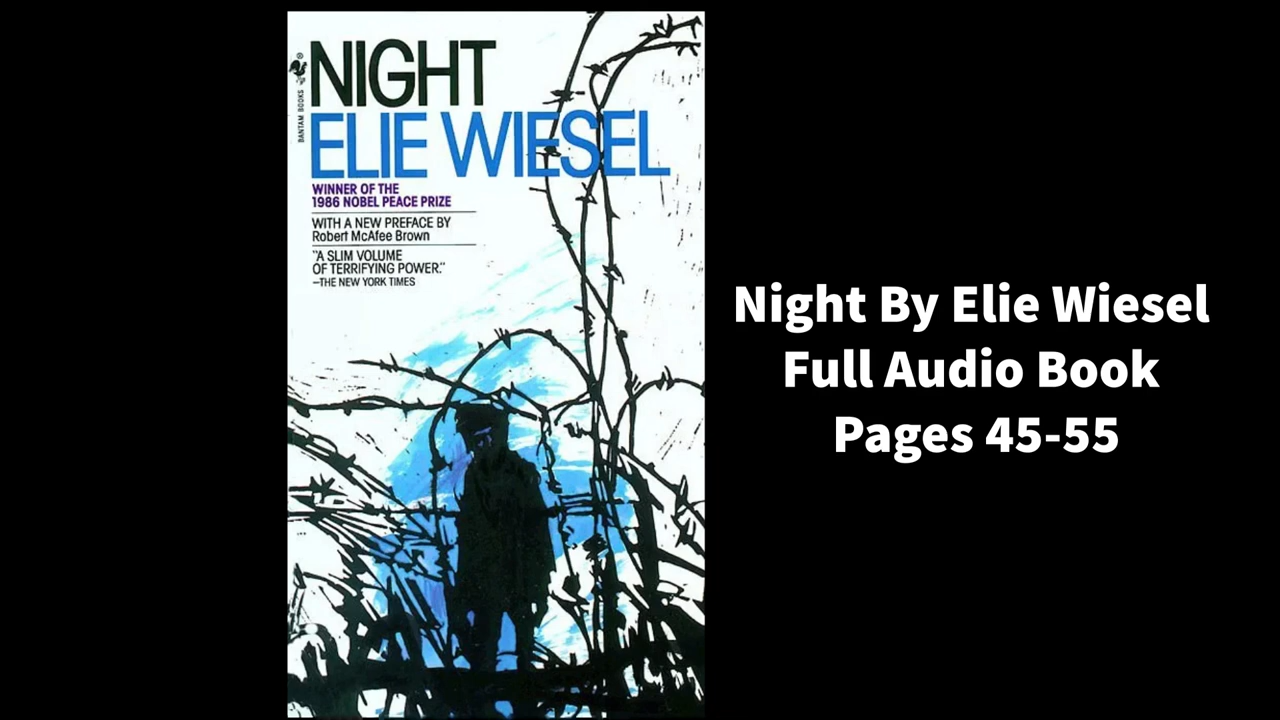 NIGHT
BANTAM BOOKS
ELIE WIESEL
WINNER OF THE
1986 NOBEL PEACE PRIZE
WITH A NEW PREFACE BY
Robert McAfee Brown
"A SLIM VOLUME
OF TERRIFYING POWER."
—THE NEW YORK TIMES
Night By Elie Wiesel
Full Audio Book
Pages 45-55